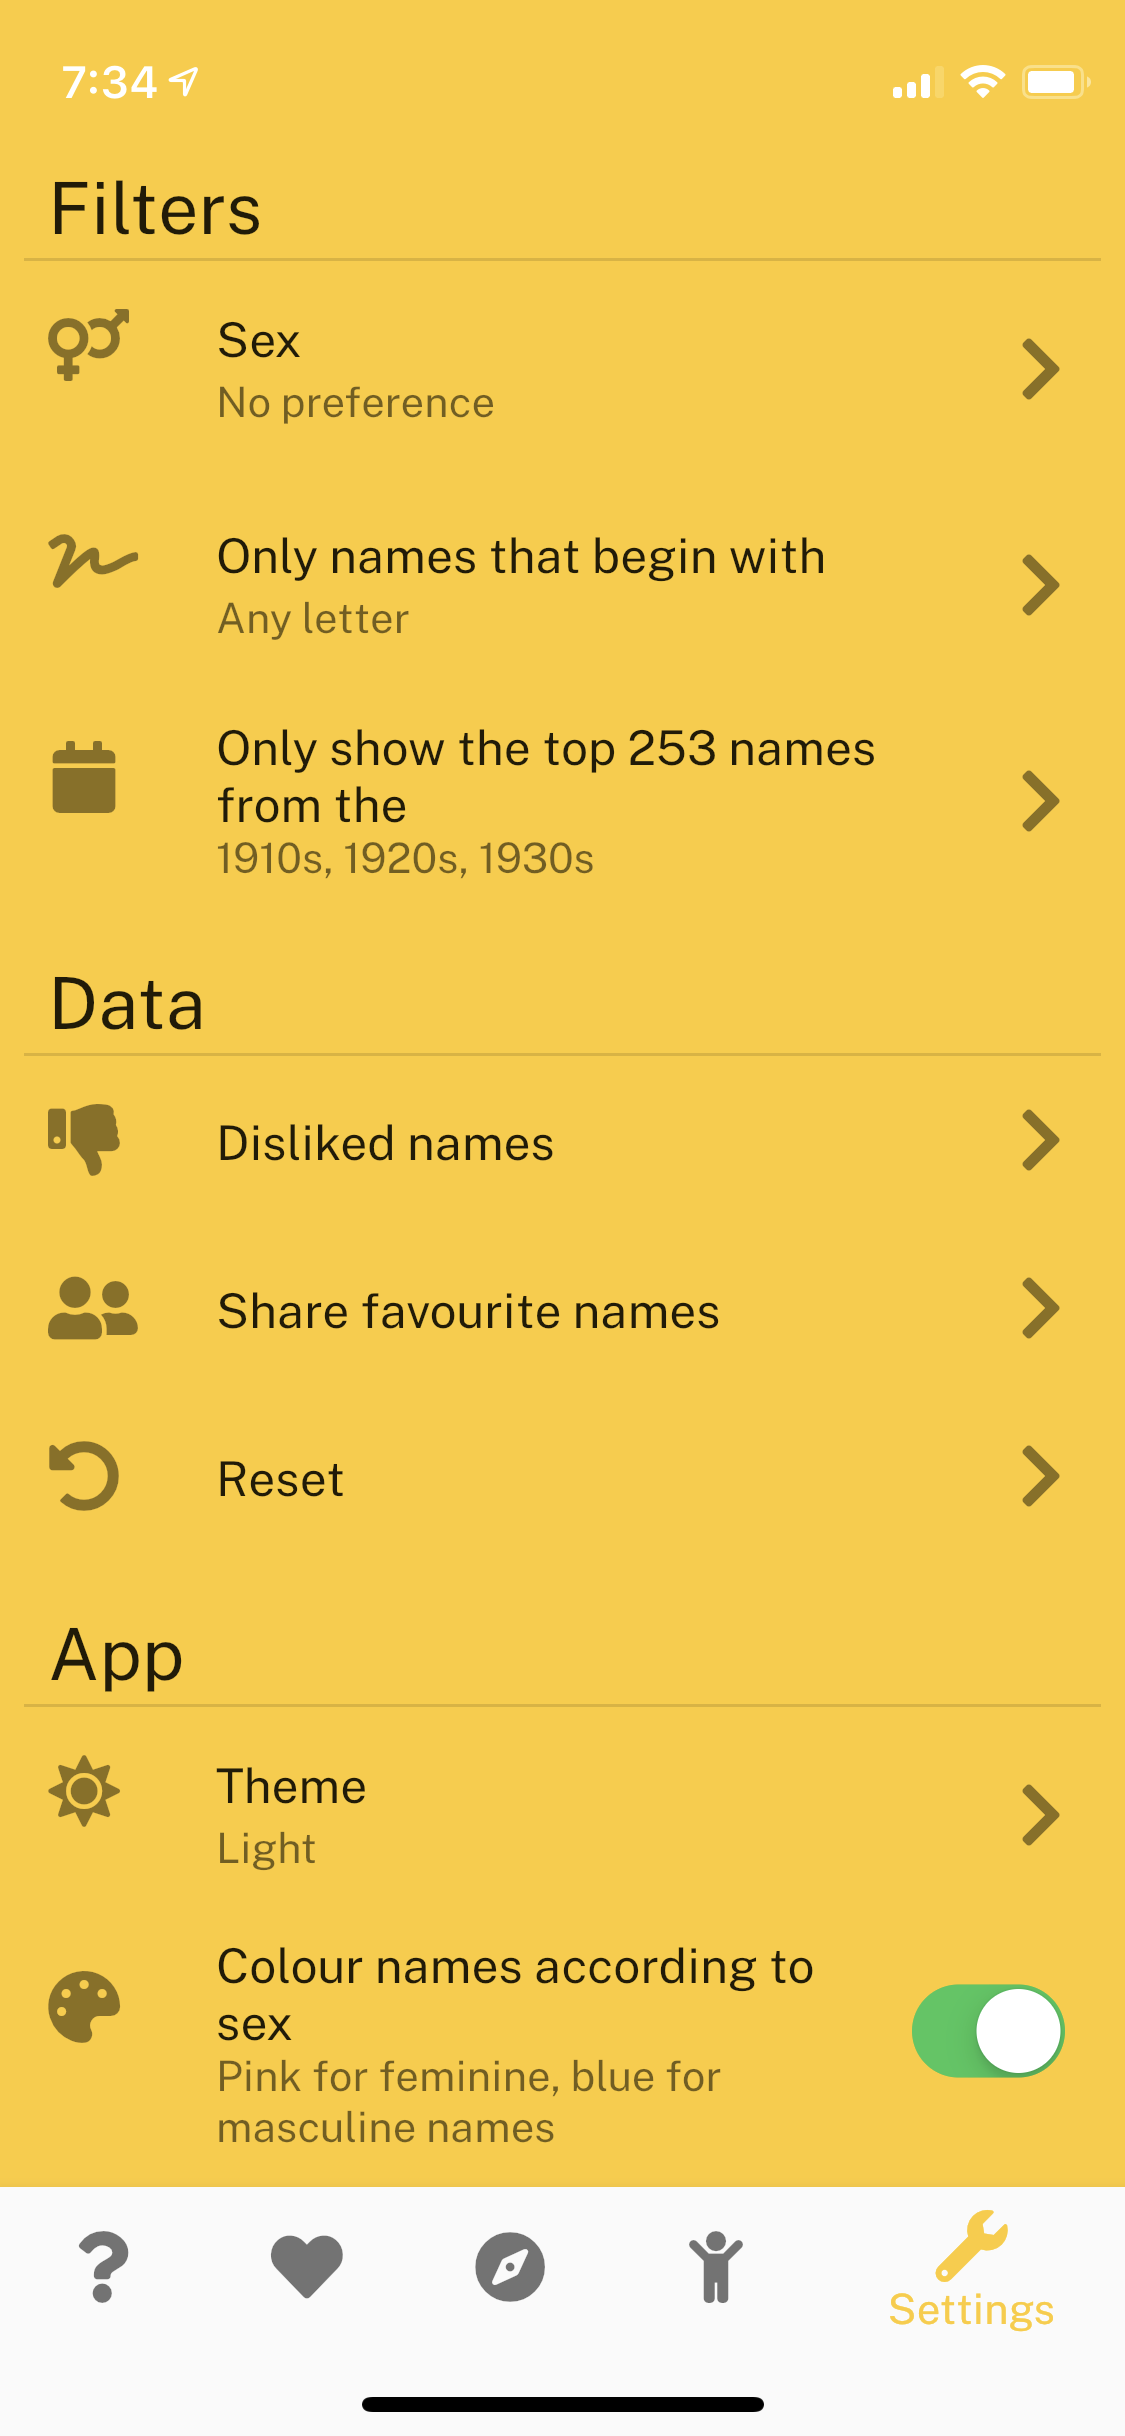 7:34
Filters
Sex
No preference
Only names that begin with
Any letter
Only show the top 253 names
from the
1910s, 1920s, 1930s
Data
Disliked names
Share favourite names
Reset
App
Theme
Light
Colour names according to
sex
Pink for feminine, blue for
masculine names
Settings